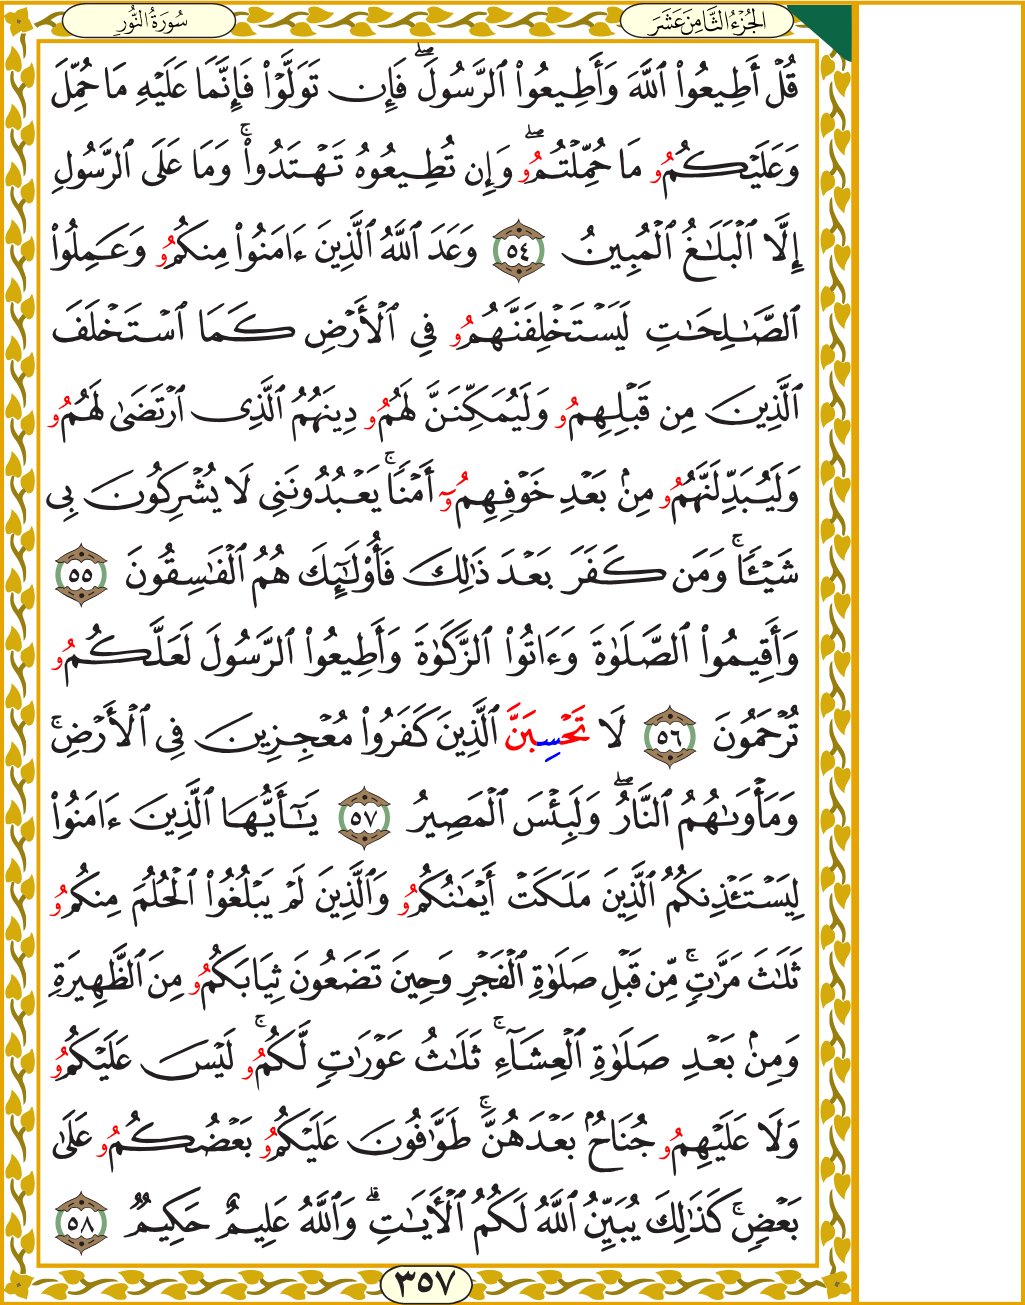 الجُزْءُ الثَّامِنَ عَشَرَ
سُورَةُ النُّورِ
قُلْ أَطِيعُوا۟ ٱللَّهَ وَأَطِيعُوا۟ ٱلرَّسُولَۖ فَإِن تَوَلَّوْا۟ فَإِنَّمَا عَلَيْهِ مَا حُمِّلَ
وَعَلَيْكُمُۥ مَا حُمِّلْتُمُۥۖ وَإِن تُطِيعُوهُ تَهْتَدُوا۟ۚ وَمَا عَلَى ٱلرَّسُولِ
إِلَّا ٱلْبَلَٰغُ ٱلْمُبِينُ ٥٤ وَعَدَ ٱللَّهُ ٱلَّذِينَ ءَامَنُوا۟ مِنكُمُۥ وَعَمِلُوا۟
ٱلصَّٰلِحَٰتِ لَيَسْتَخْلِفَنَّهُمُۥ فِي ٱلْأَرْضِ كَمَا ٱسْتَخْلَفَ
ٱلَّذِينَ مِن قَبْلِهِمُۥ وَلَيُمَكِّنَنَّ لَهُمُۥ دِينَهُمُ ٱلَّذِى ٱرْتَضَىٰ لَهُمُۥ
وَلَيُبَدِّلَنَّهُمُۥ مِنۢ بَعْدِ خَوْفِهِمُۥٓ أَمْنًاۚ يَعْبُدُونَنِى لَا يُشْرِكُونَ بِى
شَيْـًٔاۚ وَمَن كَفَرَ بَعْدَ ذَٰلِكَ فَأُو۟لَٰٓئِكَ هُمُ ٱلْفَٰسِقُونَ ٥٥
وَأَقِيمُوا۟ ٱلصَّلَوٰةَ وَءَاتُوا۟ ٱلزَّكَوٰةَ وَأَطِيعُوا۟ ٱلرَّسُولَ لَعَلَّكُمُۥ
تُرْحَمُونَ ٥٦ لَا تَحْسِبَنَّ ٱلَّذِينَ كَفَرُوا۟ مُعْجِزِينَ فِى ٱلْأَرْضِۚ
وَمَأْوَىٰهُمُ ٱلنَّارُۖ وَلَبِئْسَ ٱلْمَصِيرُ ٥٧ يَٰٓأَيُّهَا ٱلَّذِينَ ءَامَنُوا۟
لِيَسْتَـْٔذِنكُمُ ٱلَّذِينَ مَلَكَتْ أَيْمَٰنُكُمُۥ وَٱلَّذِينَ لَمْ يَبْلُغُوا۟ ٱلْحُلُمَ مِنكُمُۥ
ثَلَٰثَ مَرَّٰتٍۚ مِّن قَبْلِ صَلَوٰةِ ٱلْفَجْرِ وَحِينَ تَضَعُونَ ثِيَابَكُمُۥ مِنَ ٱلظَّهِيرَةِ
وَمِنۢ بَعْدِ صَلَوٰةِ ٱلْعِشَآءِۚ ثَلَٰثُ عَوْرَٰتٍ لَّكُمُۥۚ لَيْسَ عَلَيْكُمُۥ
وَلَا عَلَيْهِمُۥ جُنَاحٌۢ بَعْدَهُنَّۚ طَوَّٰفُونَ عَلَيْكُمُۥ بَعْضُكُمُۥ عَلَىٰ
بَعْضٍۚ كَذَٰلِكَ يُبَيِّنُ ٱللَّهُ لَكُمُ ٱلْأَيَٰتِۗ وَٱللَّهُ عَلِيمٌ حَكِيمٌ ٥٨
٣٥٧